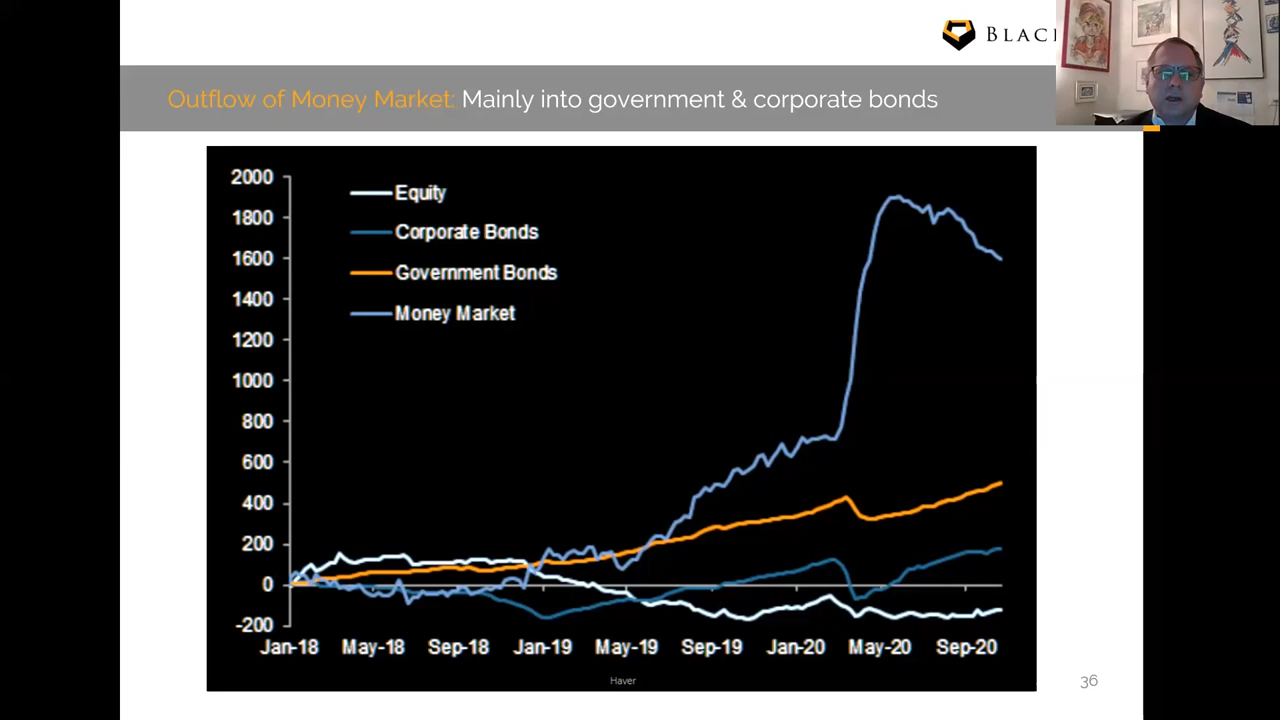 BLAC
Outflow of Money Market: Mainly into government & corporate bonds
2000
1800
1600
1400
1200
1000
800
600
400
200
0
-200
Equity
Corporate Bonds
Government Bonds
Money Market
Jan-18 May-18 Sep-18 Jan-19 May-19 Sep-19 Jan-20 May-20 Sep-20
Haver
36